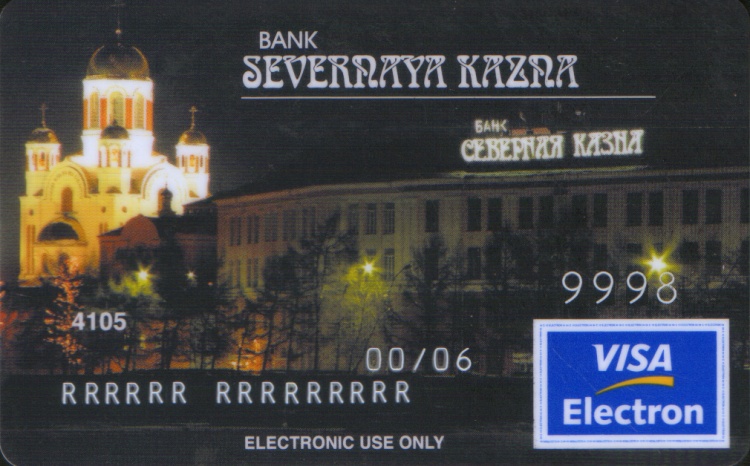 BANK
SEVERNAYA KAZNA
БАНК
СЕВЕРНАЯ КАЗНА
9998
4105
00/06
RRRRRR RRRRRRRRR
VISA
Electron
ELECTRONIC USE ONLY